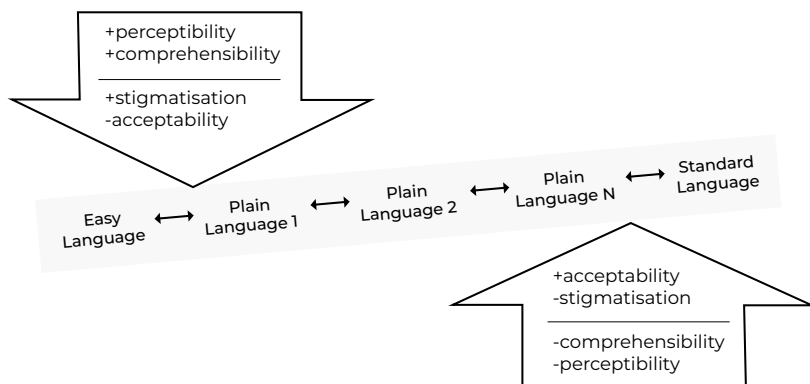 +perceptibility
+comprehensibility
+stigmatisation
-acceptability
Easy
Language
Plain
Language 1
Plain
Language 2
Plain
Language N
Standard
Language
+acceptability
-stigmatisation
-comprehensibility
-perceptibility